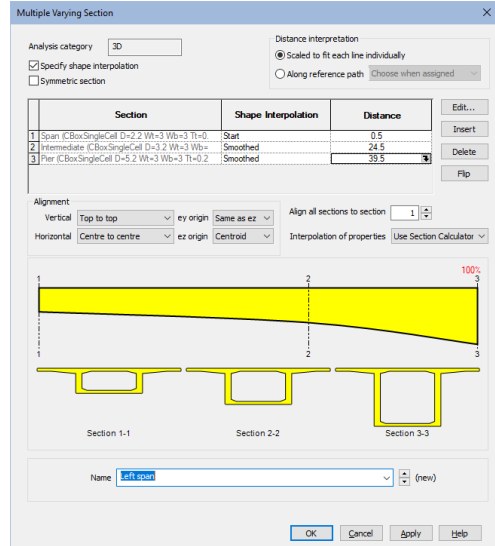 Multiple Varying Section
Analysis category 3D
Specify shape interpolation
Symmetric section
Distance interpretation
Scaled to fit each line individually
Along reference path Choose when assigned
Section Shape Interpolation Distance
1 Span (CBoxSingleCell D=2.2 Wt=3 Wb=3 Tt=0. Start 0.5
2 Intermediate (CBoxSingleCell D=3.2 Wt=3 Wb= Smoothed 24.5
3 Pier (CBoxSingleCell D=5.2 Wt=3 Wb=3 Tt=0.2 Smoothed 39.5
Edit...
Insert
Delete
Flip
Alignment
Vertical Top to top ey origin Same as ez
Horizontal Centre to centre ez origin Centroid
Align all sections to section 1
Interpolation of properties Use Section Calculator
100%
1 2 3
1 2 3
Section 1-1 Section 2-2 Section 3-3
Name Left span (new)
OK Cancel Apply Help